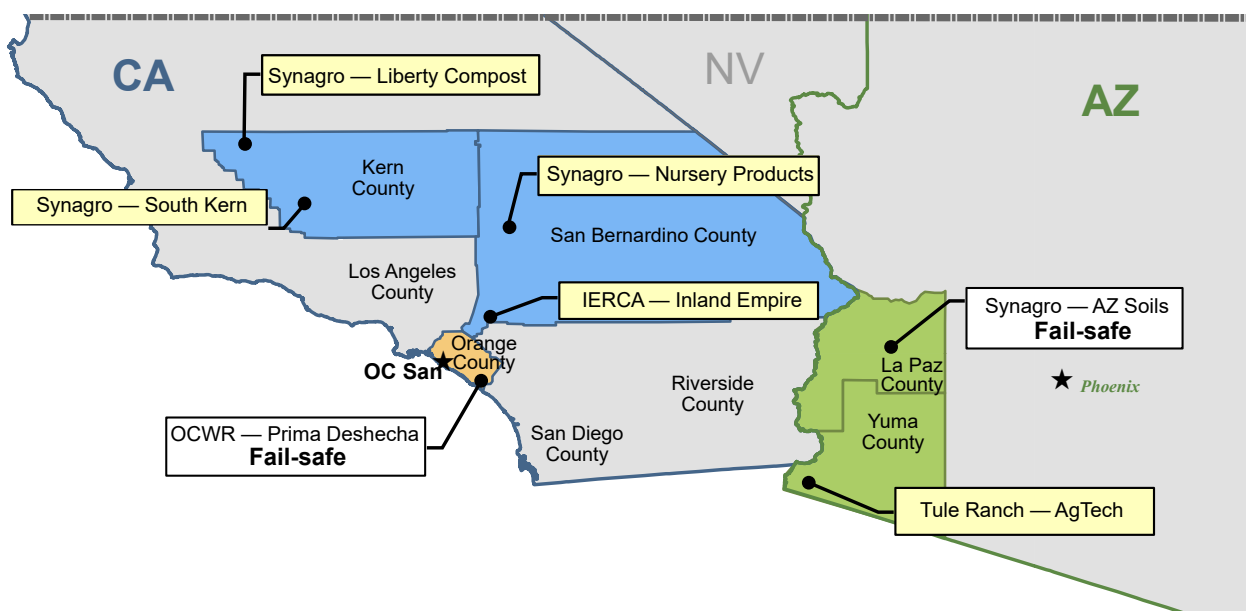 CA
NV
AZ
Synagro — Liberty Compost
Kern
County
Synagro — Nursery Products
Synagro — South Kern
San Bernardino County
Los Angeles
County
IERCA — Inland Empire
Synagro — AZ Soils
Fail-safe
Orange
County
OC San
La Paz
County
Phoenix
Riverside
County
OCWR — Prima Deshecha
Fail-safe
San Diego
County
Yuma
County
Tule Ranch — AgTech